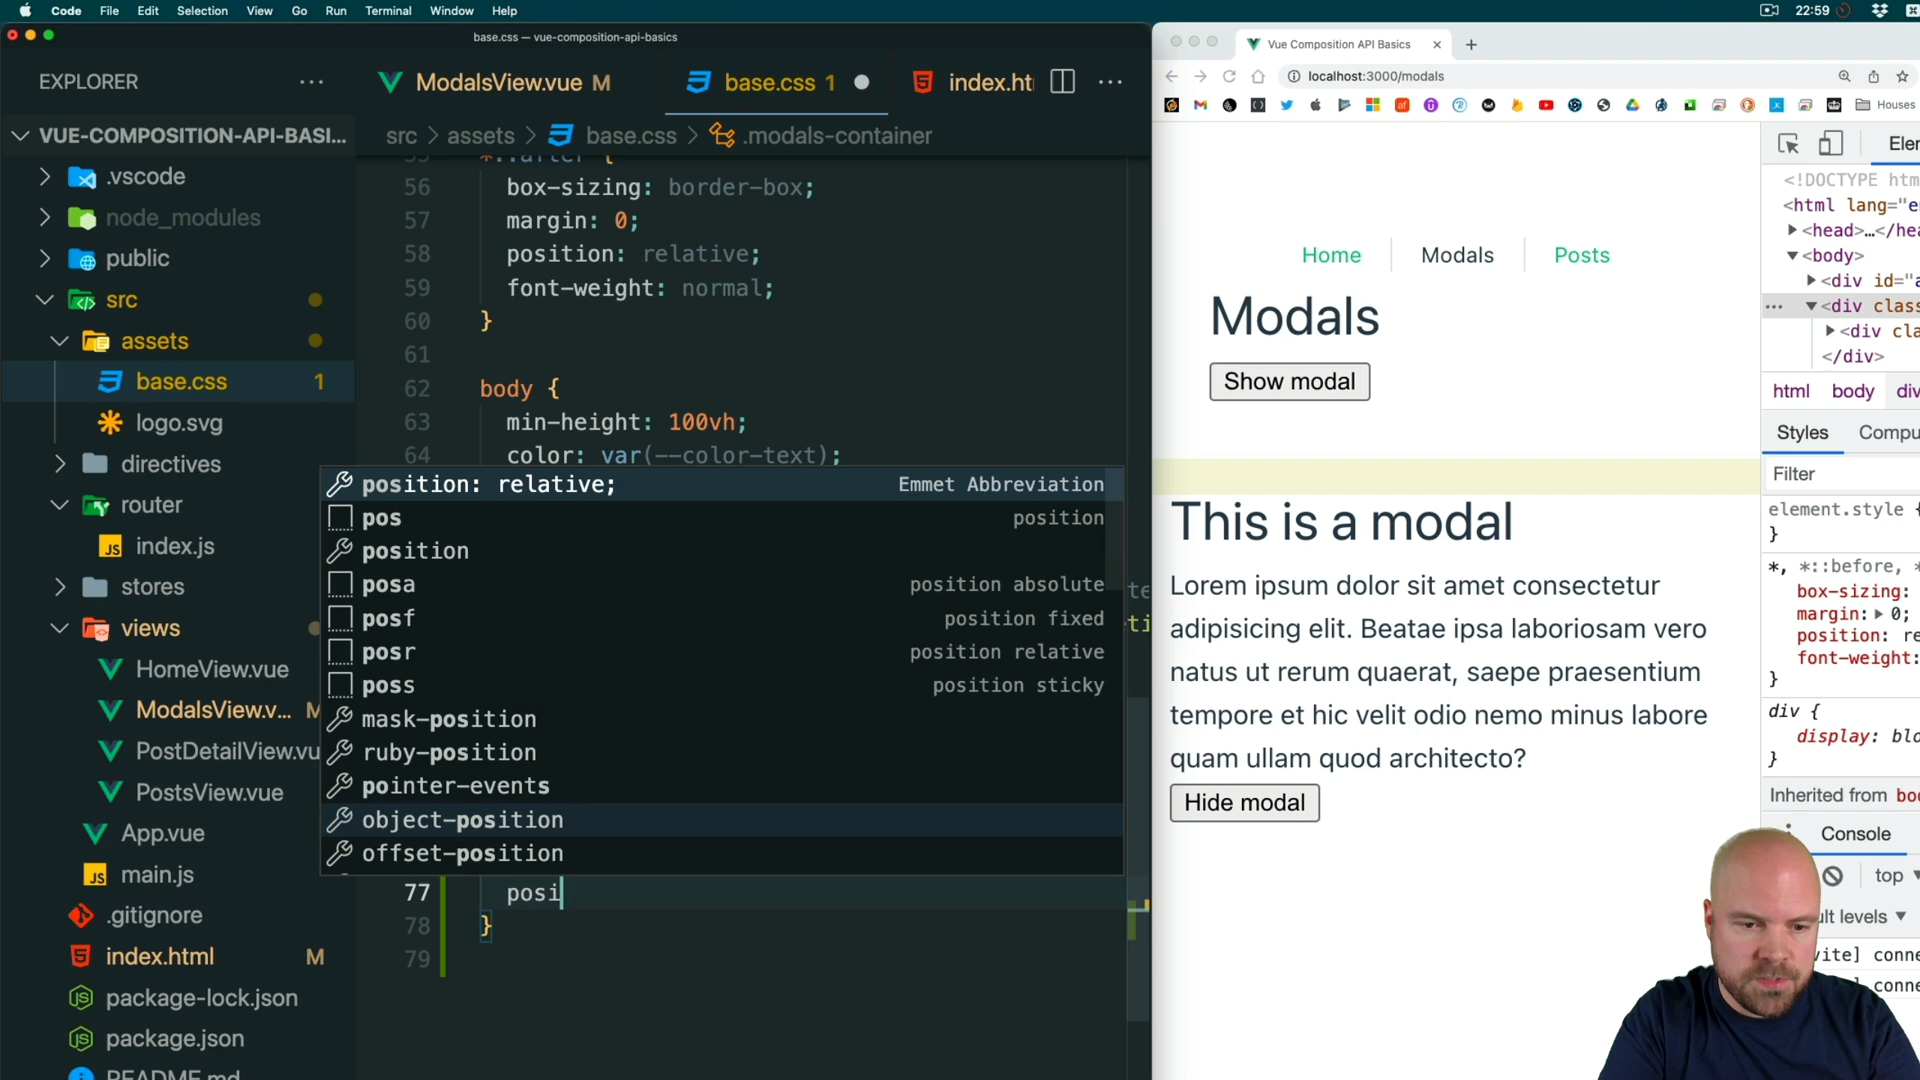 Code File Edit Selection View Go Run Terminal Window Help 22:59
base.css — vue-composition-api-basics
EXPLORER
ModalsView.vue M
base.css 1
index.ht
VUE-COMPOSITION-API-BASI...
src > assets > base.css > .modals-container
.vscode
node_modules
public
src
assets
base.css 1
logo.svg
directives
router
index.js
stores
views
HomeView.vue
ModalsView.v... M
PostDetailView.vu
PostsView.vue
App.vue
main.js
.gitignore
index.html M
package-lock.json
package.json
README.md
55 *::after {
56 box-sizing: border-box;
57 margin: 0;
58 position: relative;
59 font-weight: normal;
60 }
61
62 body {
63 min-height: 100vh;
64 color: var(--color-text);
position: relative; Emmet Abbreviation
pos position
position
posa position absolute
posf position fixed
posr position relative
poss position sticky
mask-position
ruby-position
pointer-events
object-position
offset-position
77 posi
78 }
79
Vue Composition API Basics
localhost:3000/modals
Houses
Home
Modals
Posts
Modals
Show modal
This is a modal
Lorem ipsum dolor sit amet consectetur
adipisicing elit. Beatae ipsa laboriosam vero
natus ut rerum quaerat, saepe praesentium
tempore et hic velit odio nemo minus labore
quam ullam quod architecto?
Hide modal
Eler
<!DOCTYPE htm
<html lang="e
<head>…</hea
<body>
<div id="a
<div class
<div cla
</div>
html body div
Styles Compu
Filter
element.style {
}
*, *::before, *
box-sizing:
margin: 0;
position: re
font-weight:
}
div {
display: blo
}
Inherited from bo
Console
top
ult levels
vite] conne
conne